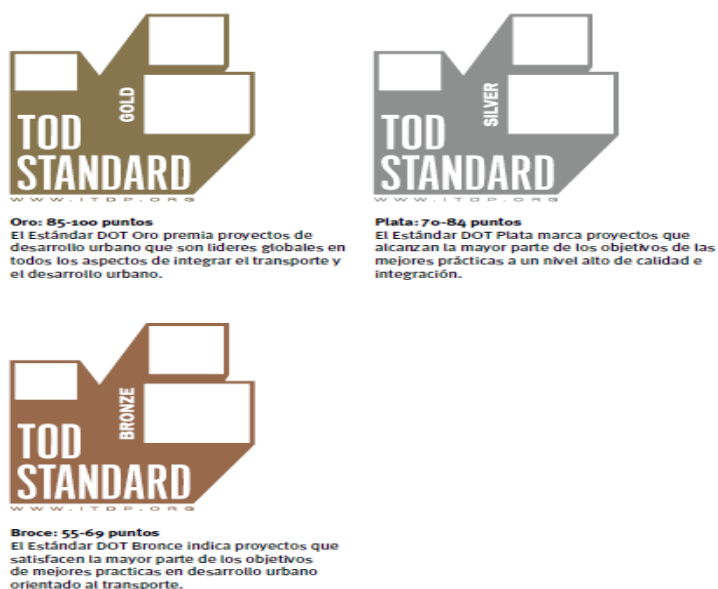 GOLD
TOD
STANDARD
WWW.ITDP.ORG
Oro: 85-100 puntos
El Estándar DOT Oro premia proyectos de
desarrollo urbano que son lideres globales en
todos los aspectos de integrar el transporte y
el desarrollo urbano.
SILVER
TOD
STANDARD
WWW.ITDP.ORG
Plata: 70-84 puntos
El Estándar DOT Plata marca proyectos que
alcanzan la mayor parte de los objetivos de las
mejores prácticas a un nivel alto de calidad e
integración.
BRONZE
TOD
STANDARD
WWW.ITDP.ORG
Broce: 55-69 puntos
El Estándar DOT Bronce indica proyectos que
satisfacen la mayor parte de los objetivos
de mejores practicas en desarrollo urbano
orientado al transporte.